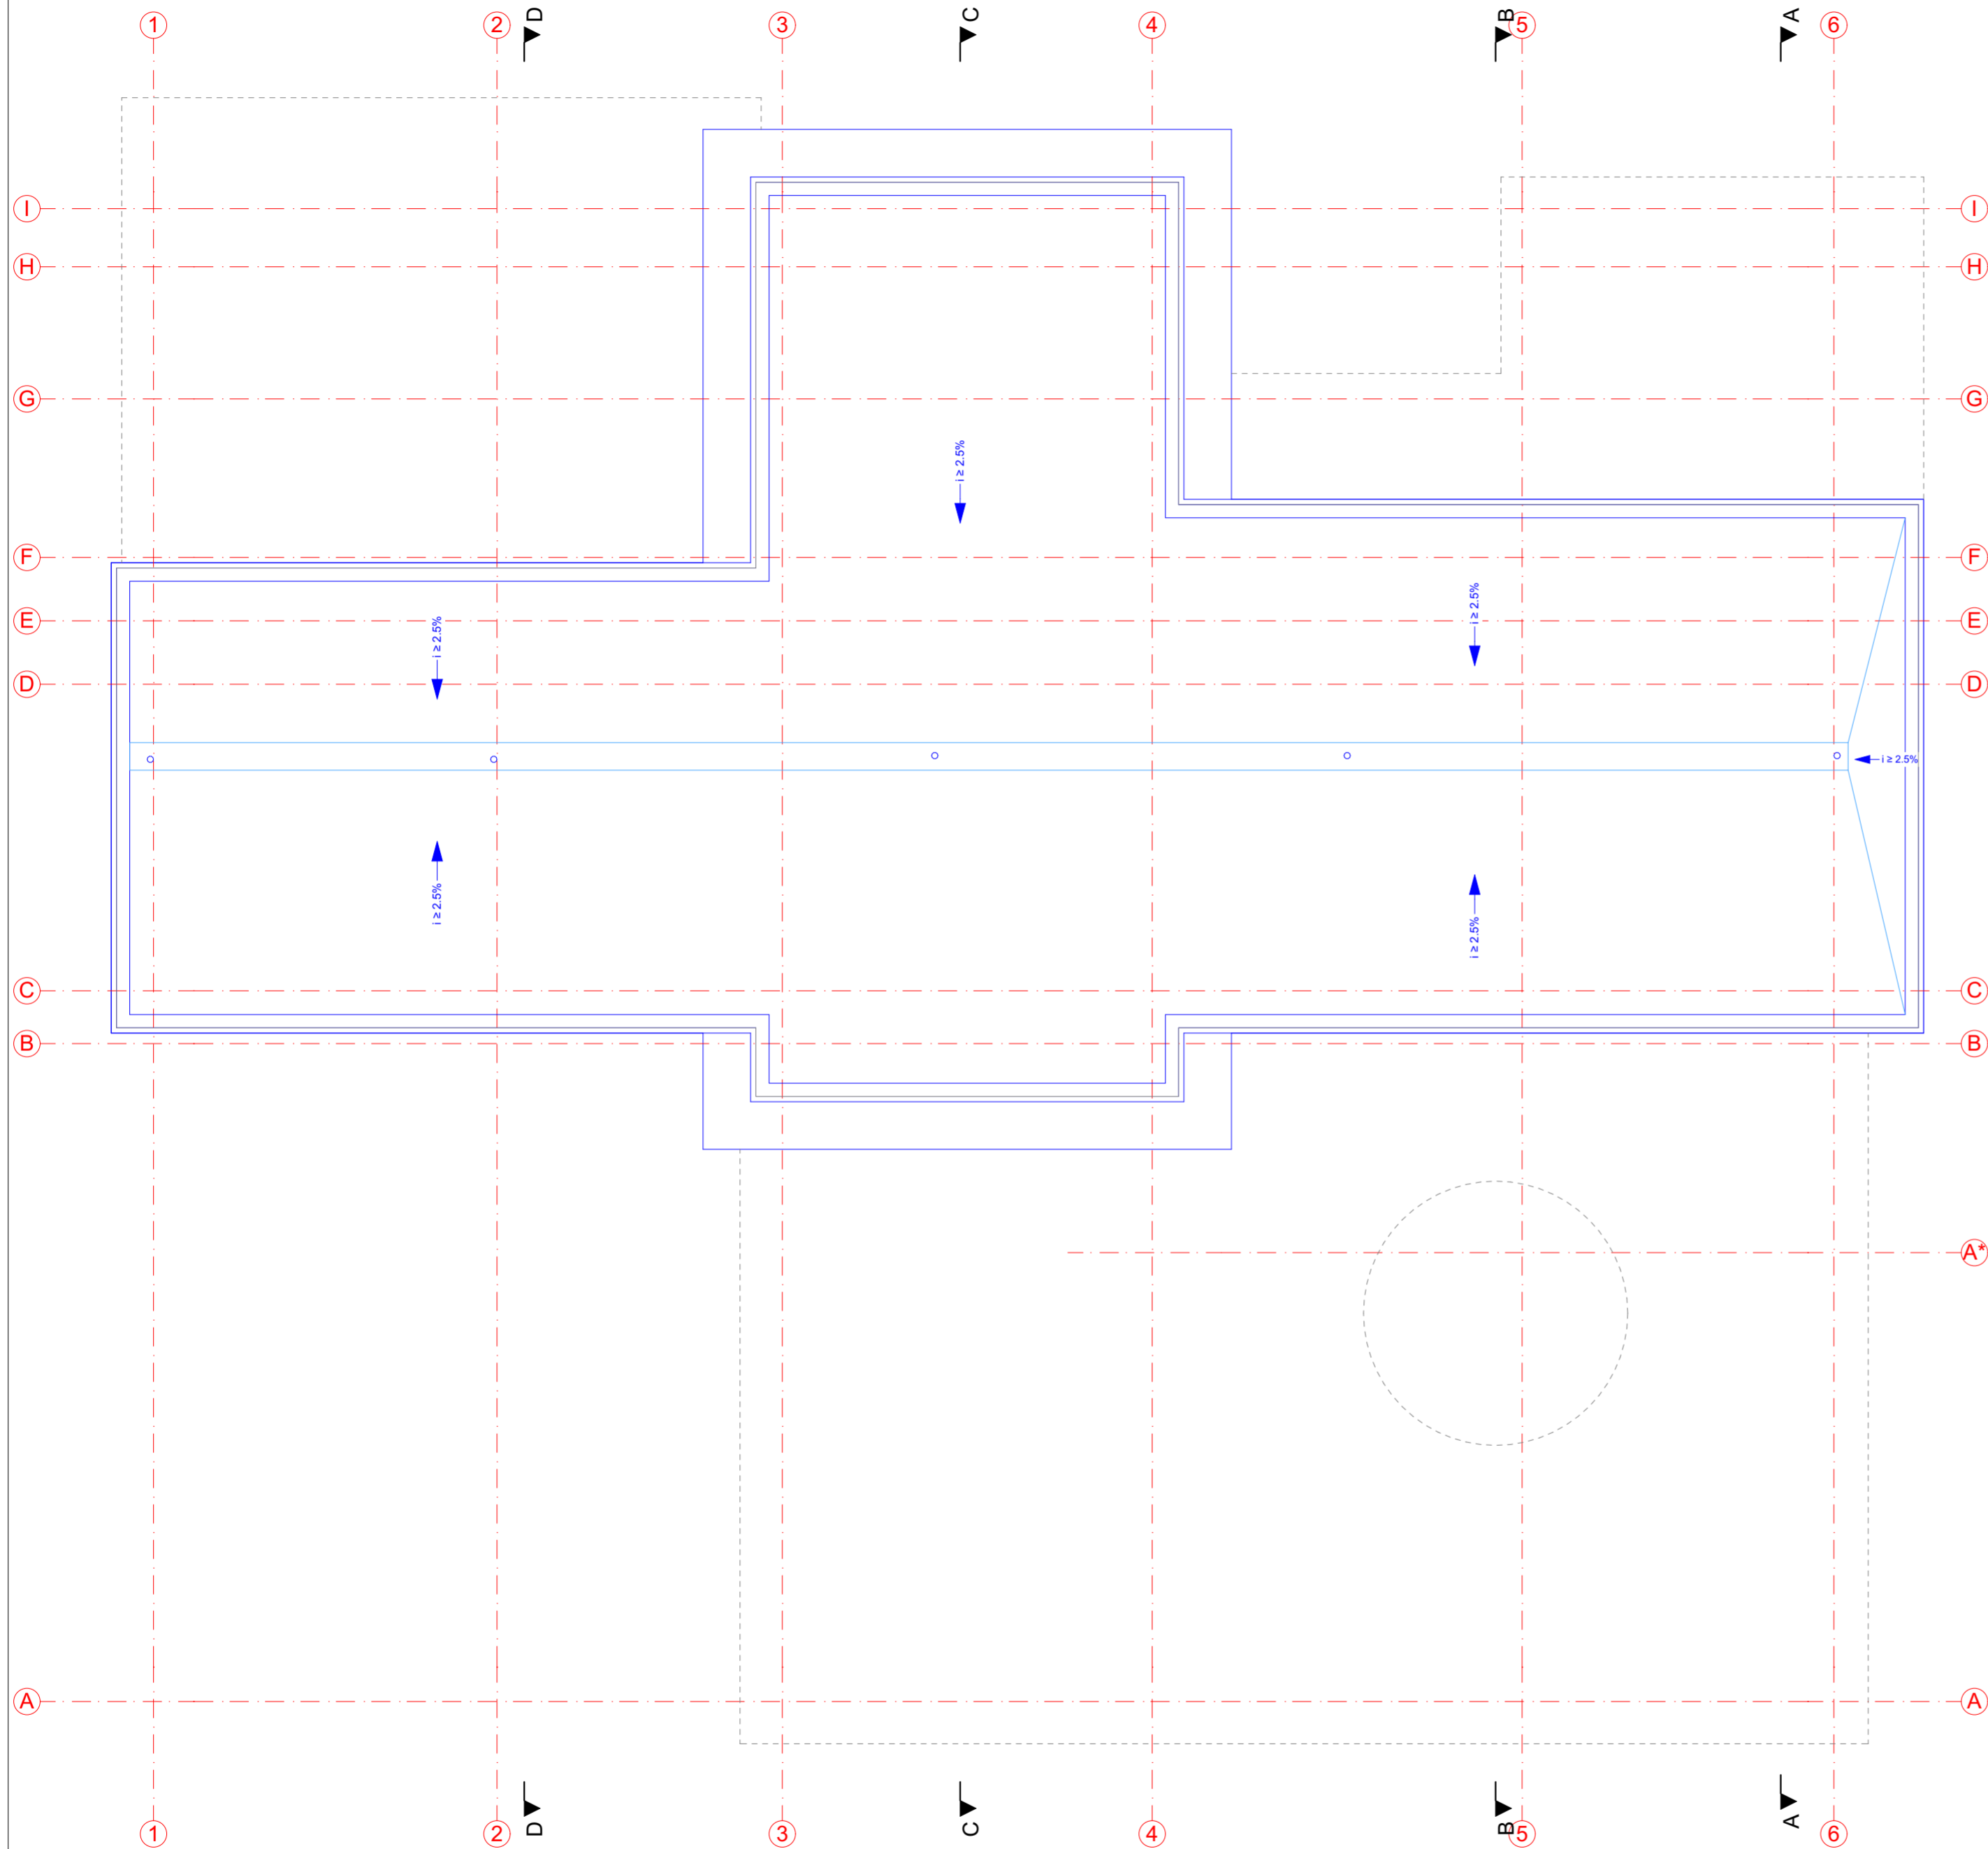 1 2 D 3 C 4 B 5 A 6
I I
H H
G G
i ≥ 2.5%
F F
i ≥ 2.5%
i ≥ 2.5%
E E
D D
i ≥ 2.5%
i ≥ 2.5%
i ≥ 2.5%
C C
B B
A*
A A
1 2 D 3 C 4 B 5 A 6